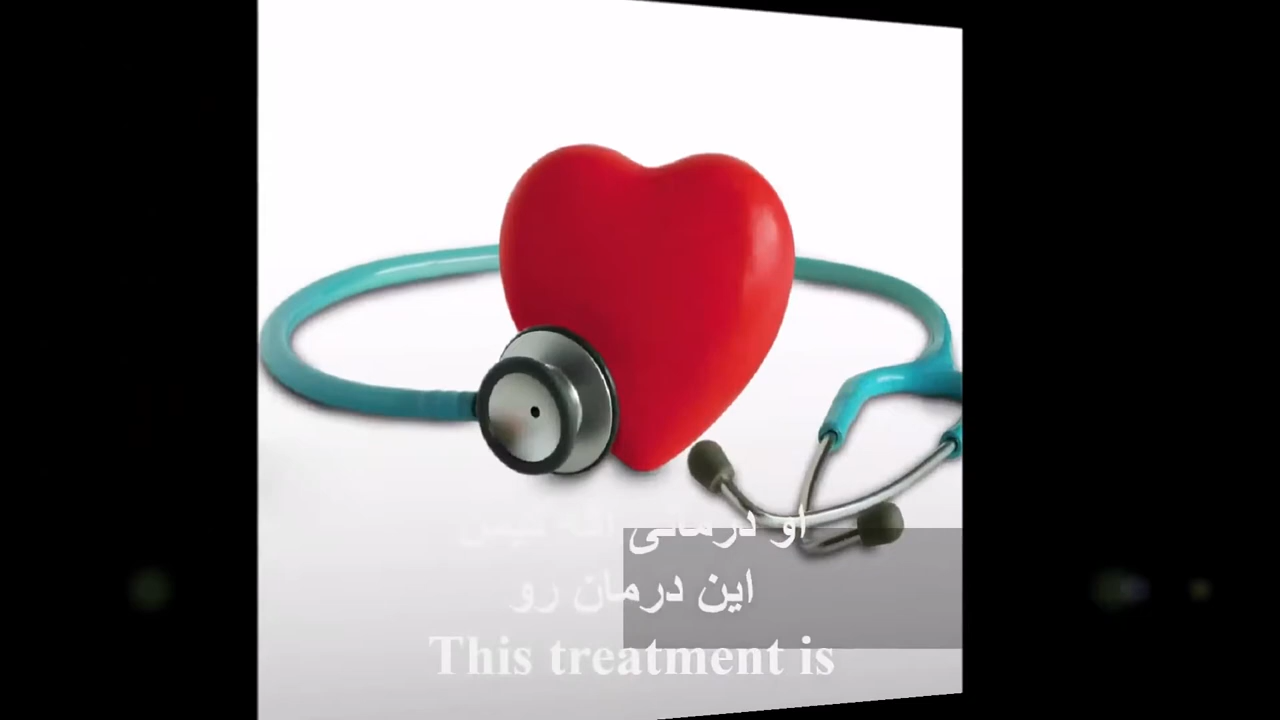 او درمانی
این درمان رو
This treatment is